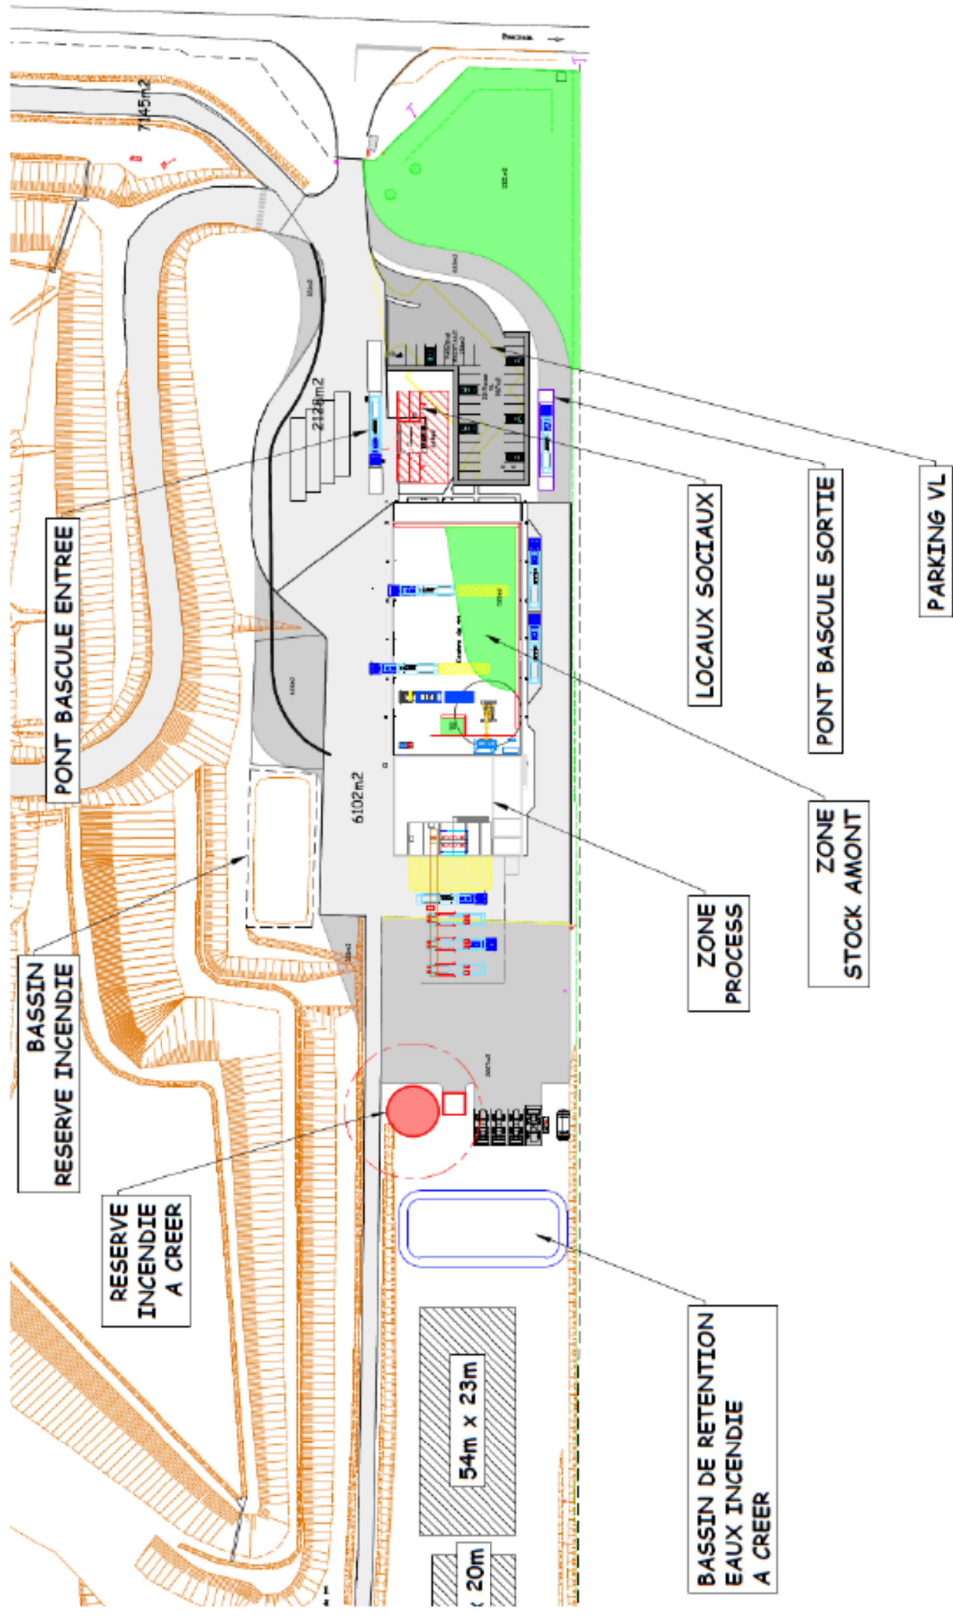 PONT BASCULE ENTREE
BASSIN
RESERVE INCENDIE
RESERVE
INCENDIE
A CREER
7145m2
2128m2
6102m2
LOCAUX SOCIAUX
PONT BASCULE SORTIE
PARKING VL
ZONE
PROCESS
ZONE
STOCK AMONT
BASSIN DE RETENTION
EAUX INCENDIE
A CREER
54m x 23m
x 20m